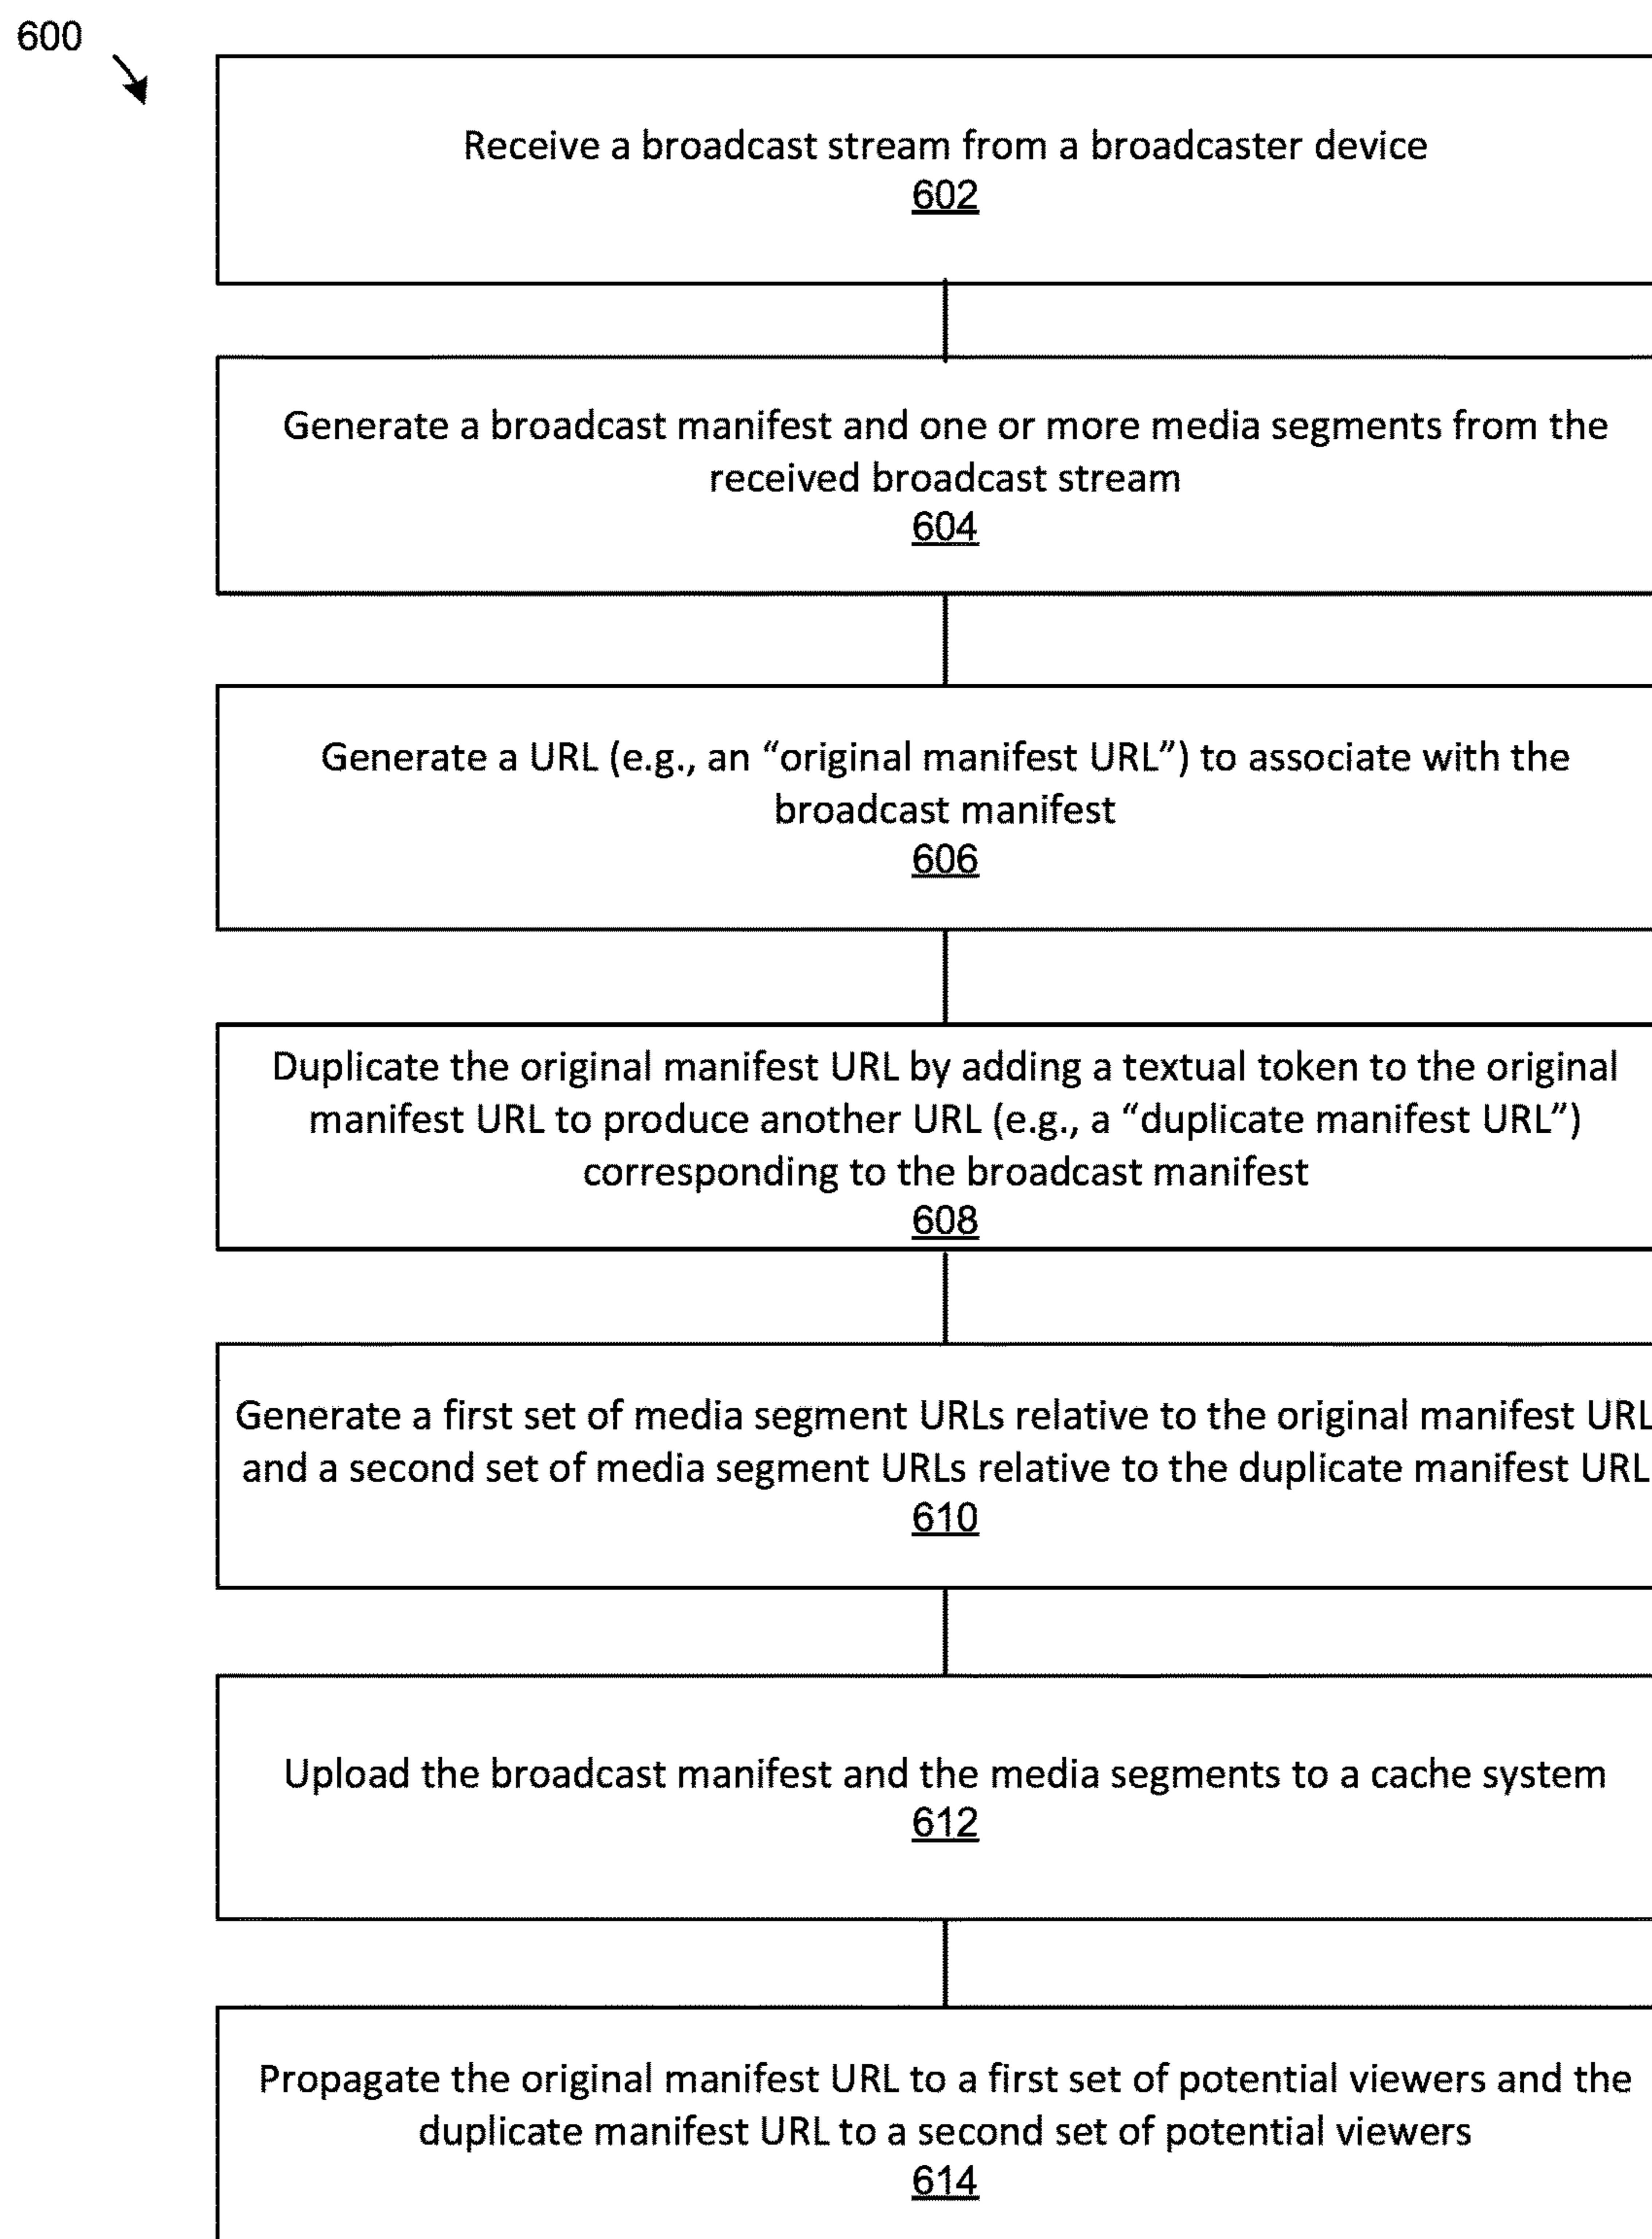 600
Receive a broadcast stream from a broadcaster device
602
Generate a broadcast manifest and one or more media segments from the
received broadcast stream
604
Generate a URL (e.g., an “original manifest URL”) to associate with the
broadcast manifest
606
Duplicate the original manifest URL by adding a textual token to the original
manifest URL to produce another URL (e.g., a “duplicate manifest URL”)
corresponding to the broadcast manifest
608
Generate a first set of media segment URLs relative to the original manifest URL
and a second set of media segment URLs relative to the duplicate manifest URL
610
Upload the broadcast manifest and the media segments to a cache system
612
Propagate the original manifest URL to a first set of potential viewers and the
duplicate manifest URL to a second set of potential viewers
614